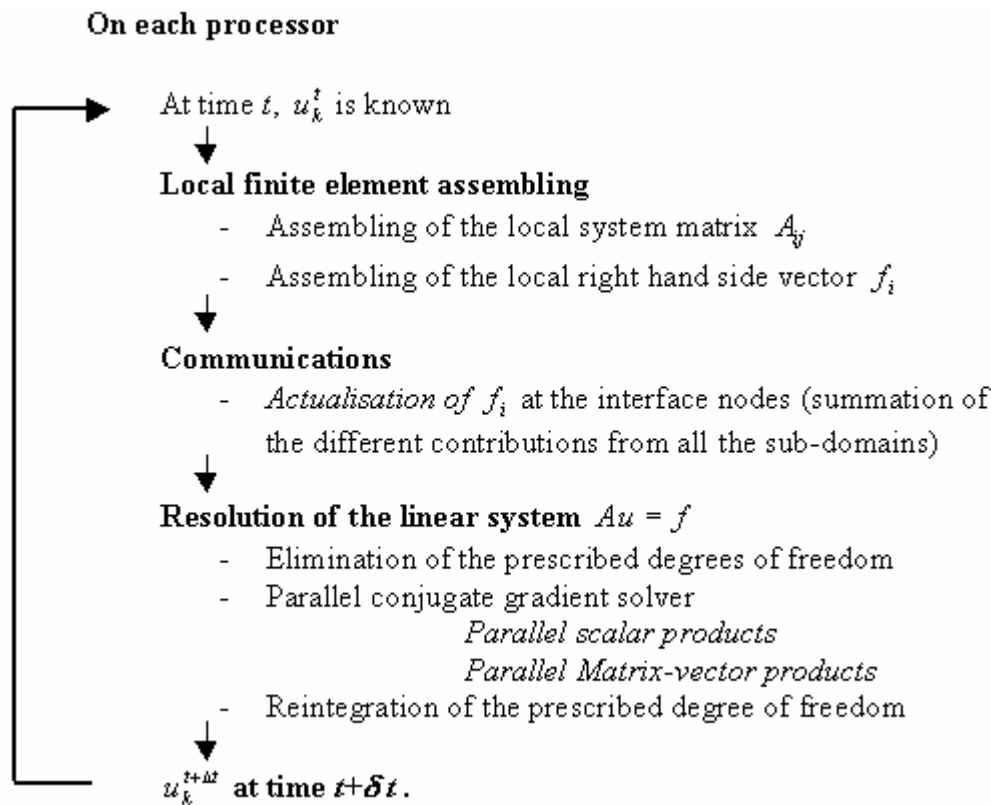 On each processor
At time t, u_k^t is known
Local finite element assembling
- Assembling of the local system matrix A_ij
- Assembling of the local right hand side vector f_i
Communications
- Actualisation of f_i at the interface nodes (summation of
the different contributions from all the sub-domains)
Resolution of the linear system Au = f
- Elimination of the prescribed degrees of freedom
- Parallel conjugate gradient solver
Parallel scalar products
Parallel Matrix-vector products
- Reintegration of the prescribed degree of freedom
u_k^{t+Δt} at time t+δt.